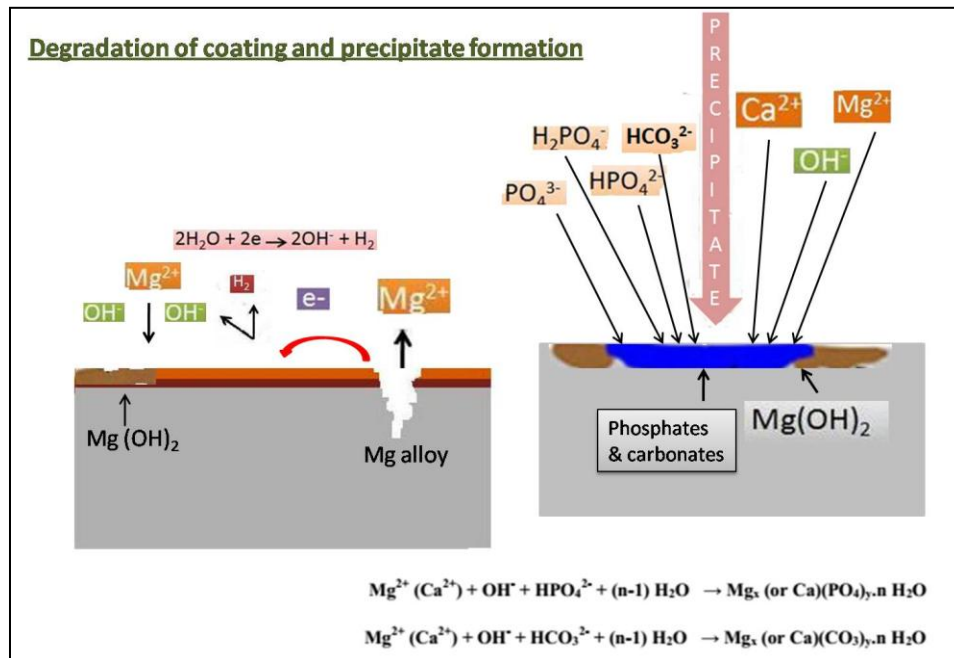 Degradation of coating and precipitate formation
2H₂O + 2e → 2OH⁻ + H₂
Mg²⁺
H₂
OH⁻ OH⁻
e-
Mg²⁺
Mg (OH)₂
Mg alloy
PRECIPITATE
Ca²⁺
Mg²⁺
H₂PO₄⁻
HCO₃²⁻
OH⁻
PO₄³⁻
HPO₄²⁻
Phosphates
& carbonates
Mg(OH)₂
Mg²⁺ (Ca²⁺) + OH⁻ + HPO₄²⁻ + (n-1) H₂O → Mgₓ (or Ca)(PO₄)ᵧ.n H₂O
Mg²⁺ (Ca²⁺) + OH⁻ + HCO₃²⁻ + (n-1) H₂O → Mgₓ (or Ca)(CO₃)ᵧ.n H₂O